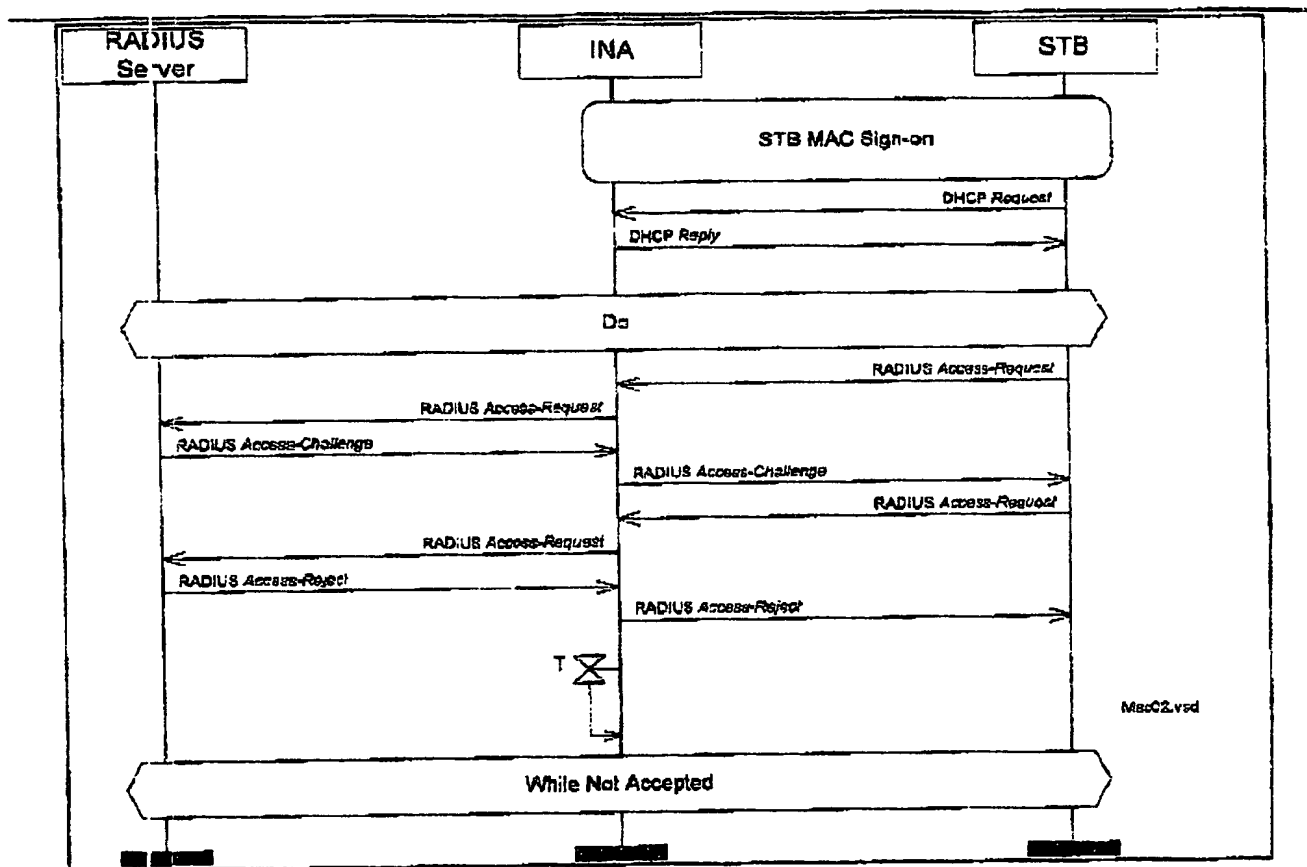 RADIUS
Server
INA
STB
STB MAC Sign-on
DHCP Request
DHCP Reply
Do
RADIUS Access-Request
RADIUS Access-Request
RADIUS Access-Challenge
RADIUS Access-Challenge
RADIUS Access-Request
RADIUS Access-Request
RADIUS Access-Reject
RADIUS Access-Reject
T
MacC2.vsd
While Not Accepted